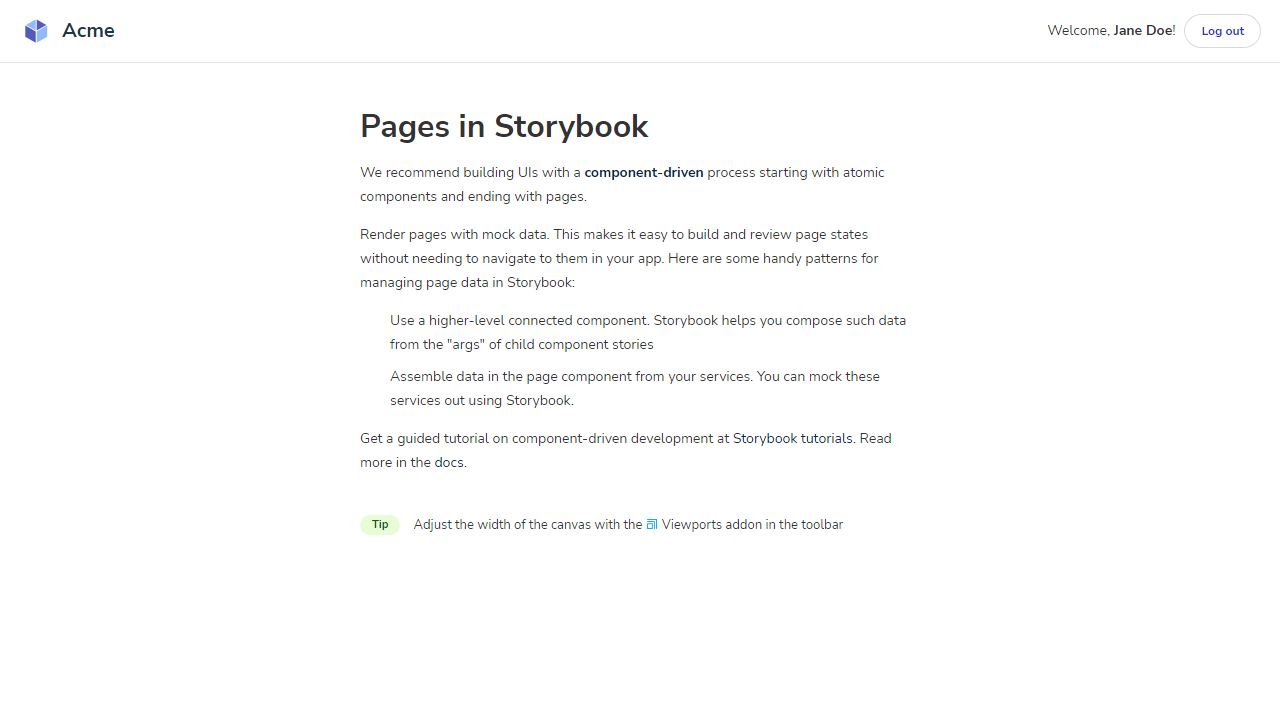 Acme
Welcome, Jane Doe!
Log out
Pages in Storybook
We recommend building UIs with a component-driven process starting with atomic
components and ending with pages.
Render pages with mock data. This makes it easy to build and review page states
without needing to navigate to them in your app. Here are some handy patterns for
managing page data in Storybook:
Use a higher-level connected component. Storybook helps you compose such data
from the "args" of child component stories
Assemble data in the page component from your services. You can mock these
services out using Storybook.
Get a guided tutorial on component-driven development at Storybook tutorials. Read
more in the docs.
Tip
Adjust the width of the canvas with the Viewports addon in the toolbar